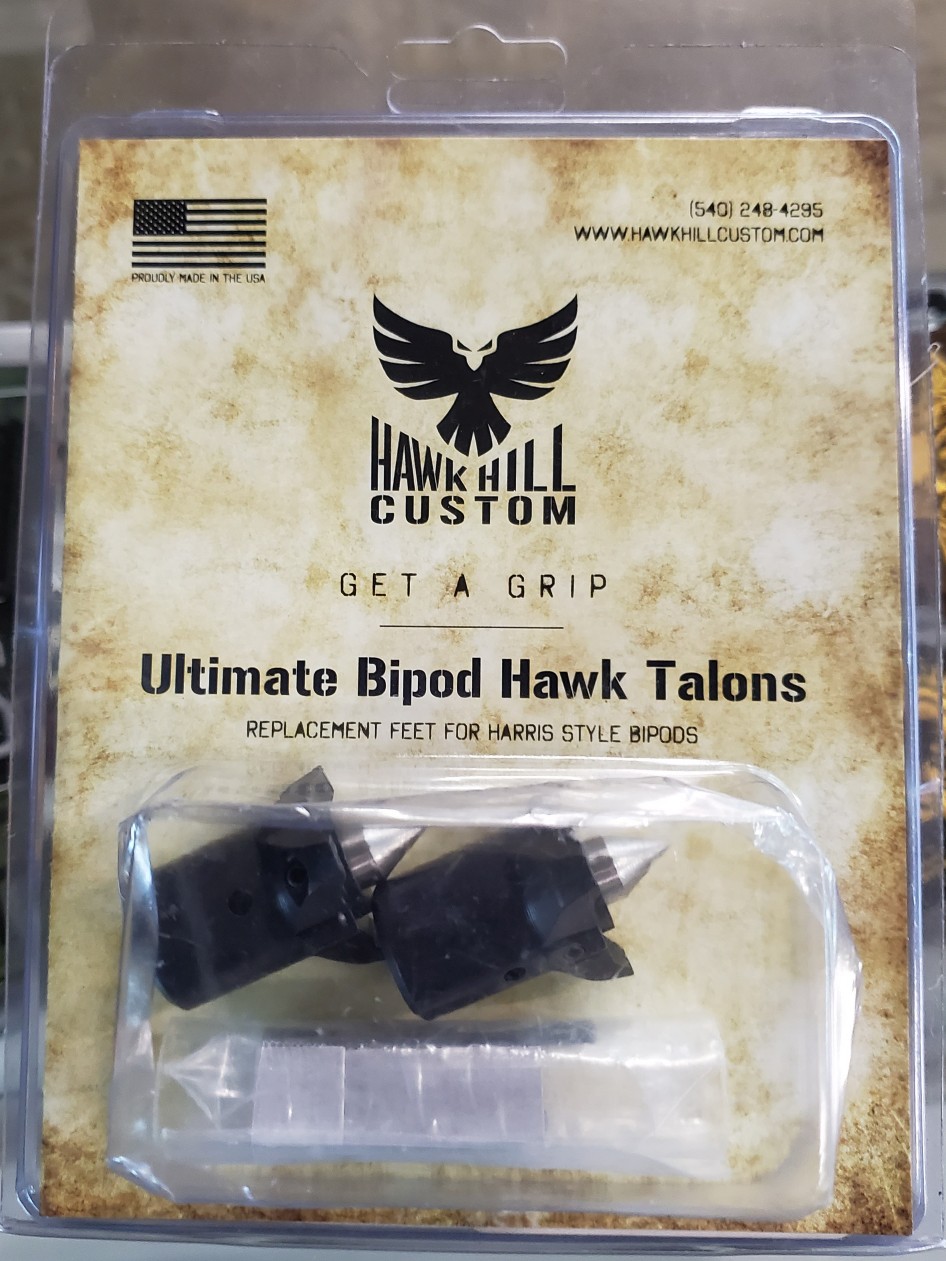 (540) 248-4295
WWW.HAWKHILLCUSTOM.COM
PROUDLY MADE IN THE USA
HAWK HILL
CUSTOM
GET A GRIP
Ultimate Bipod Hawk Talons
REPLACEMENT FEET FOR HARRIS STYLE BIPODS